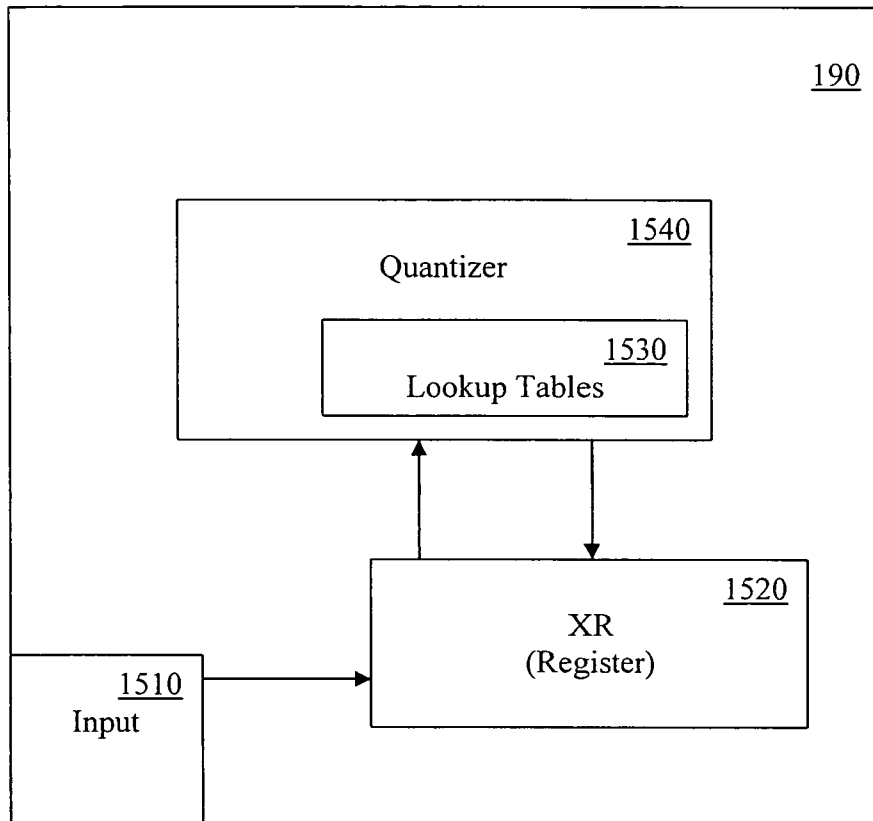 190
1540
Quantizer
1530
Lookup Tables
1520
XR
(Register)
1510
Input